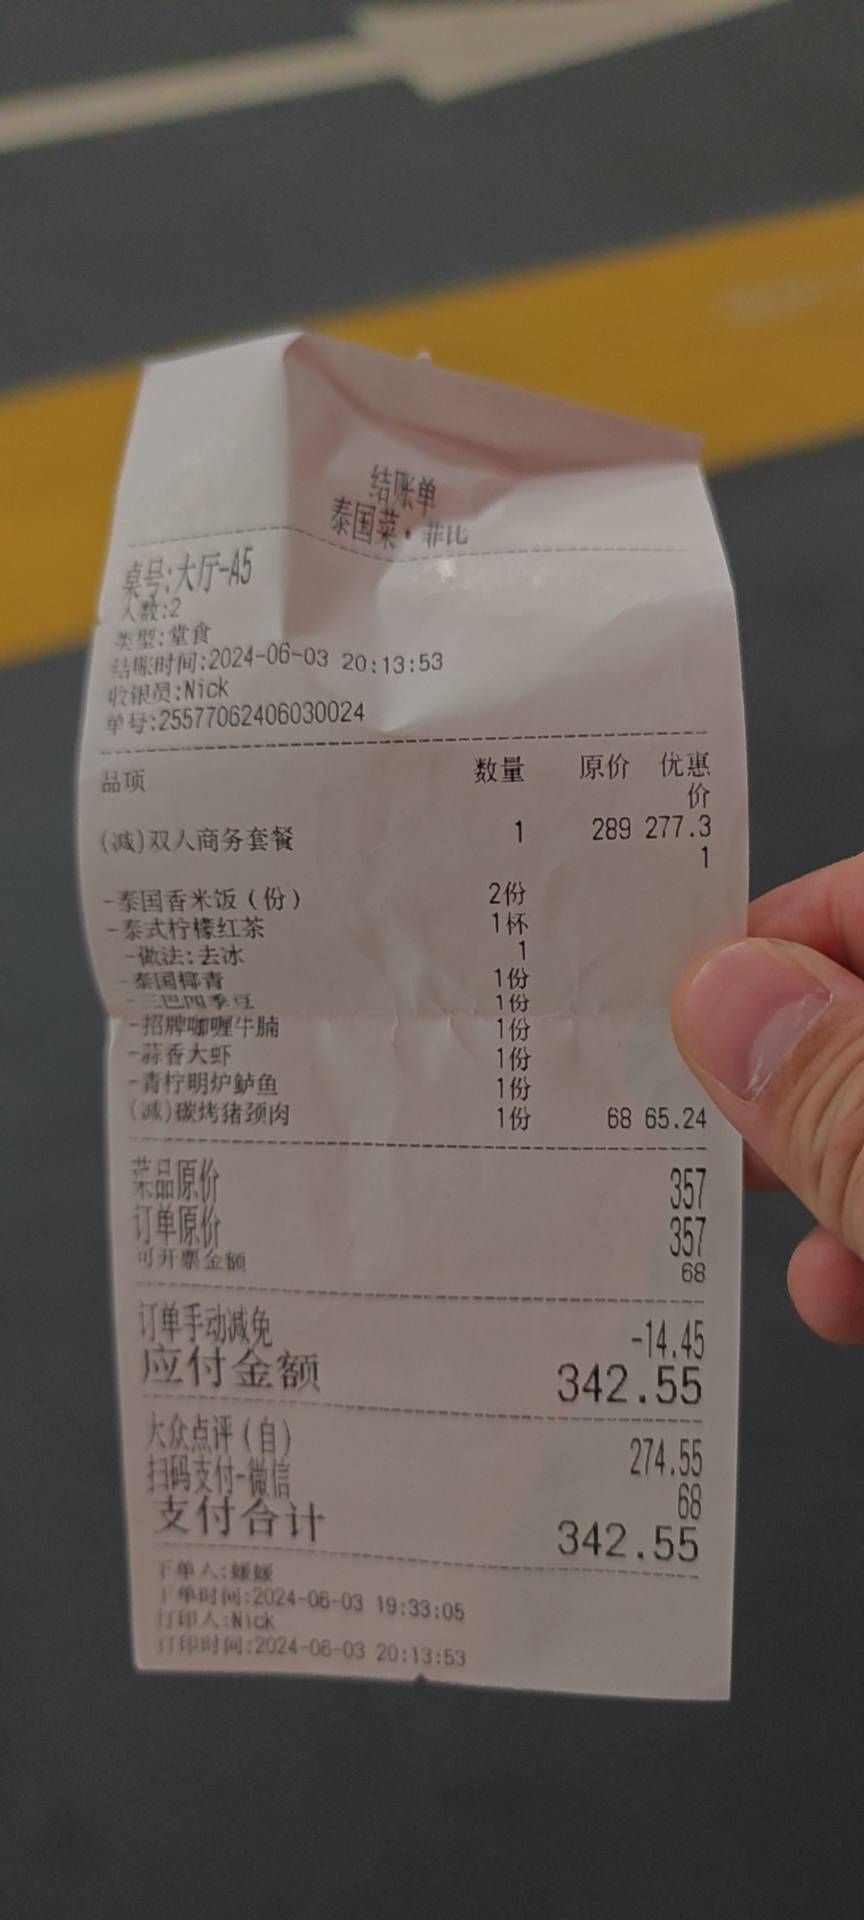 结账单
泰国菜·菲比
桌号:大厅-A5
人数:2
类型:堂食
结账时间:2024-06-03 20:13:53
收银员:Nick
单号:25577062406030024
品项 数量 原价 优惠价
(减)双人商务套餐 1 289 277.31
-泰国香米饭(份) 2份
-泰式柠檬红茶 1杯
-做法:去冰 1
-泰国椰青 1份
-三巴四季豆 1份
-招牌咖喱牛腩 1份
-蒜香大虾 1份
-青柠明炉鲈鱼 1份
(减)碳烤猪颈肉 1份 68 65.24
菜品原价 357
订单原价 357
可开票金额 68
订单手动减免 -14.45
应付金额 342.55
大众点评(自) 274.55
扫码支付-微信 68
支付合计 342.55
下单人:媛媛
下单时间:2024-06-03 19:33:05
打印人:Nick
打印时间:2024-06-03 20:13:53